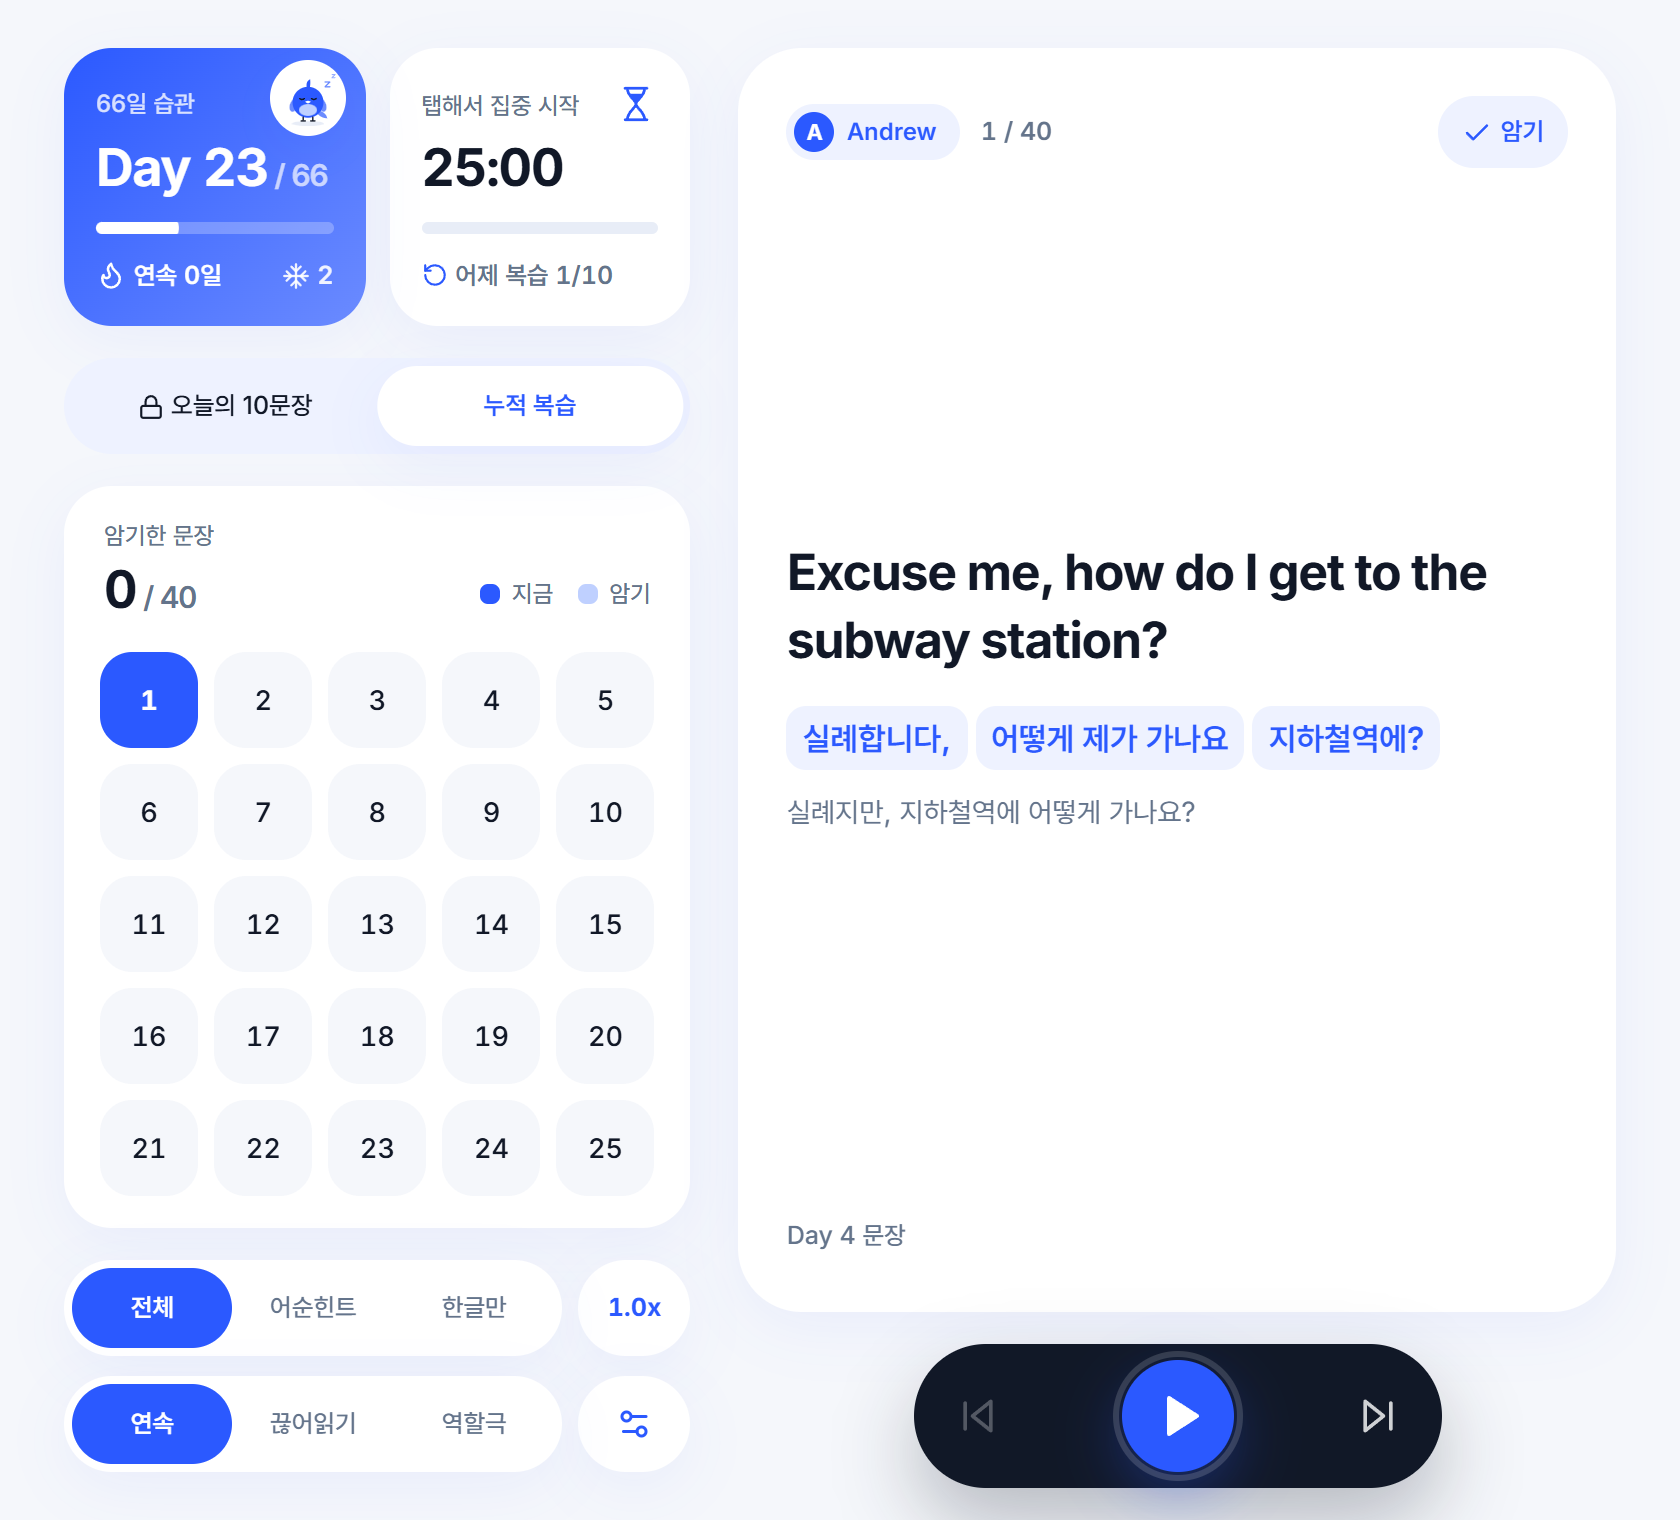 66일 습관
z z
Day 23 / 66
연속 0일 2
탭해서 집중 시작
25:00
어제 복습 1/10
오늘의 10문장 누적 복습
암기한 문장
0 / 40 지금 암기
1 2 3 4 5
6 7 8 9 10
11 12 13 14 15
16 17 18 19 20
21 22 23 24 25
전체 어순힌트 한글만 1.0x
연속 끊어읽기 역할극
A Andrew 1 / 40 암기
Excuse me, how do I get to the
subway station?
실례합니다, 어떻게 제가 가나요 지하철역에?
실례지만, 지하철역에 어떻게 가나요?
Day 4 문장